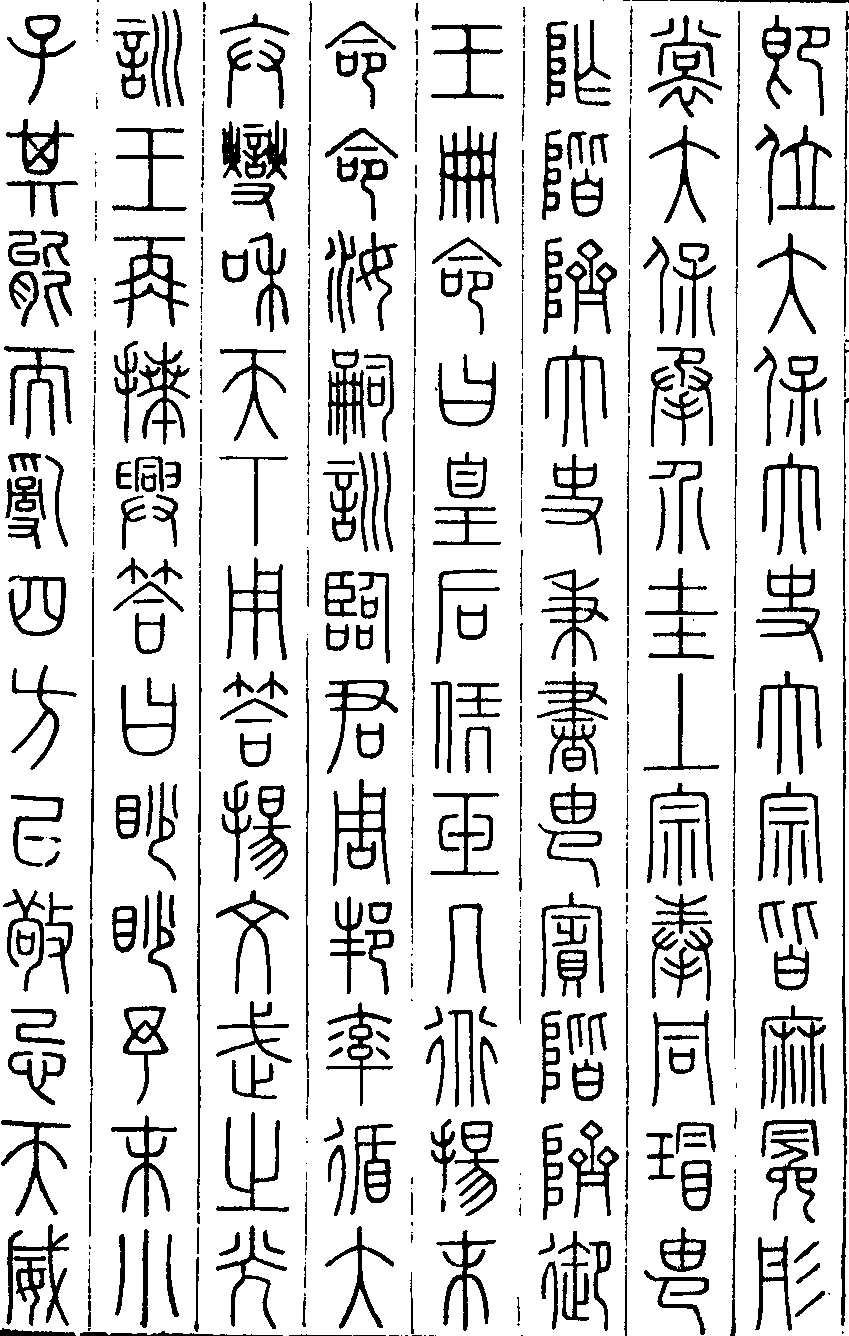 即位大保太史太宗皆麻冕彤
裳大保承介圭上宗奉同瑁由
阼階隮太史秉書由賓階隮御
王冊命曰皇后凭玉几道揚末
命命汝嗣訓臨君周邦率循大
卞燮和天下用答揚文武之光
訓王再拜興答曰眇眇予末小
子其能而亂四方以敬忌天威